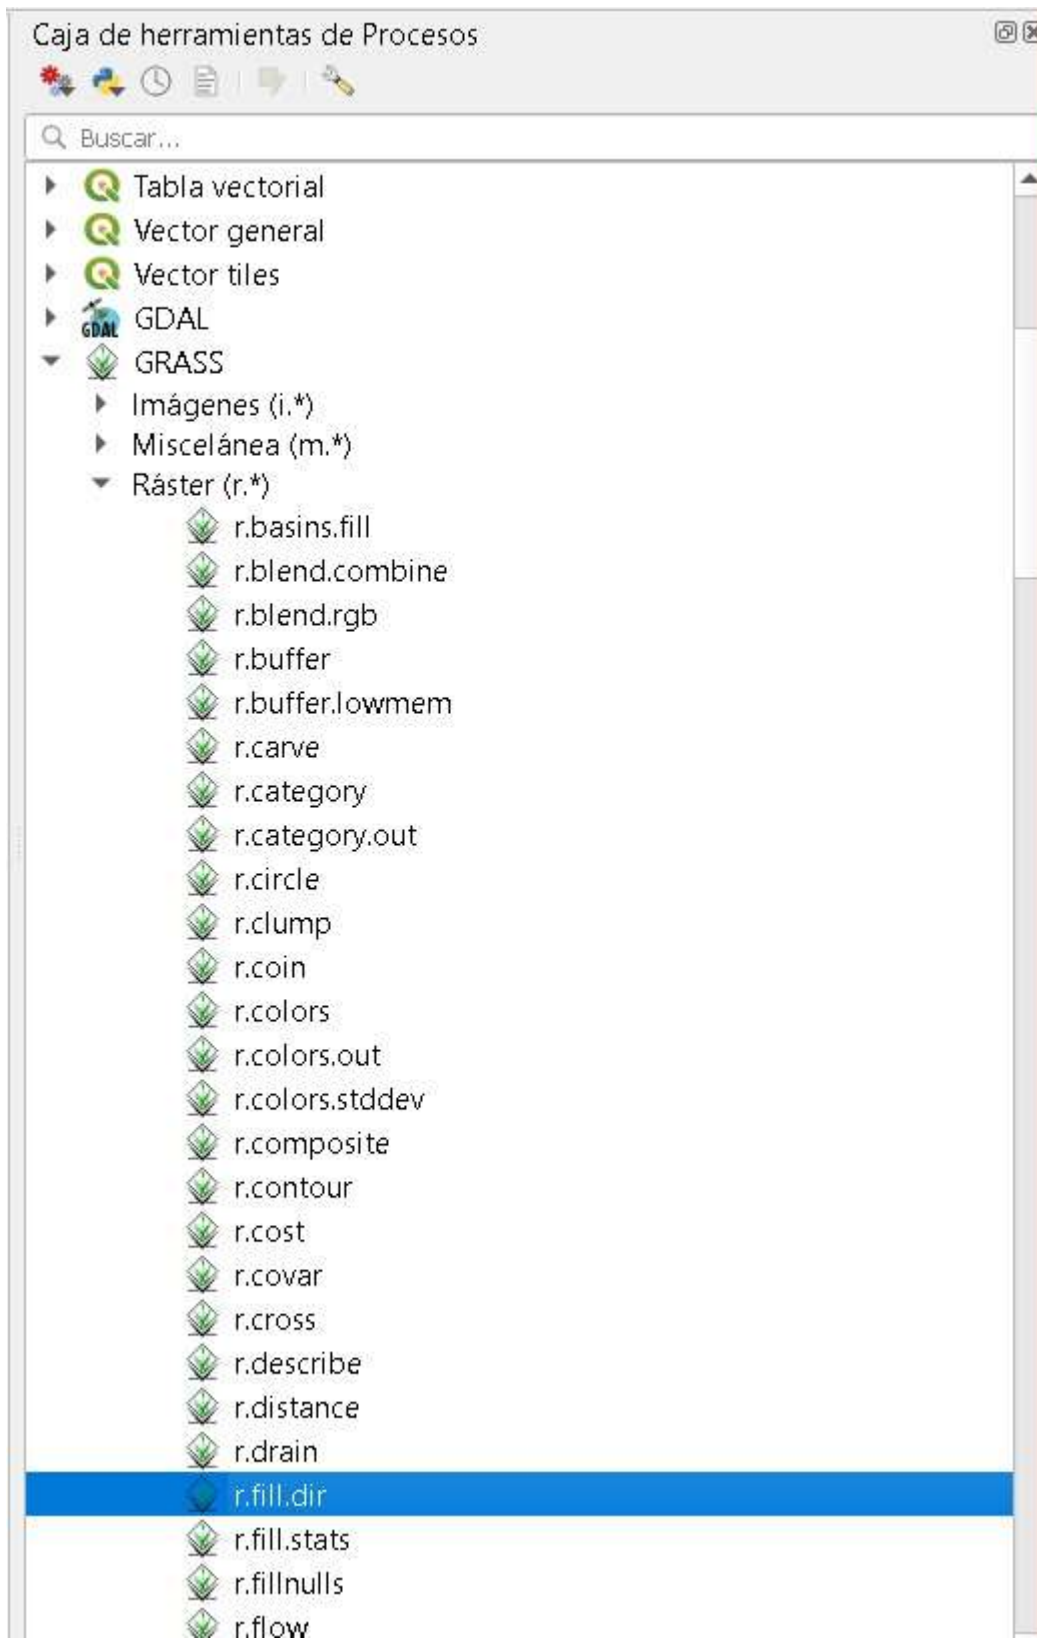 Caja de herramientas de Procesos
Buscar...
Tabla vectorial
Vector general
Vector tiles
GDAL GDAL
GRASS
Imágenes (i.*)
Miscelánea (m.*)
Ráster (r.*)
r.basins.fill
r.blend.combine
r.blend.rgb
r.buffer
r.buffer.lowmem
r.carve
r.category
r.category.out
r.circle
r.clump
r.coin
r.colors
r.colors.out
r.colors.stddev
r.composite
r.contour
r.cost
r.covar
r.cross
r.describe
r.distance
r.drain
r.fill.dir
r.fill.stats
r.fillnulls
r.flow